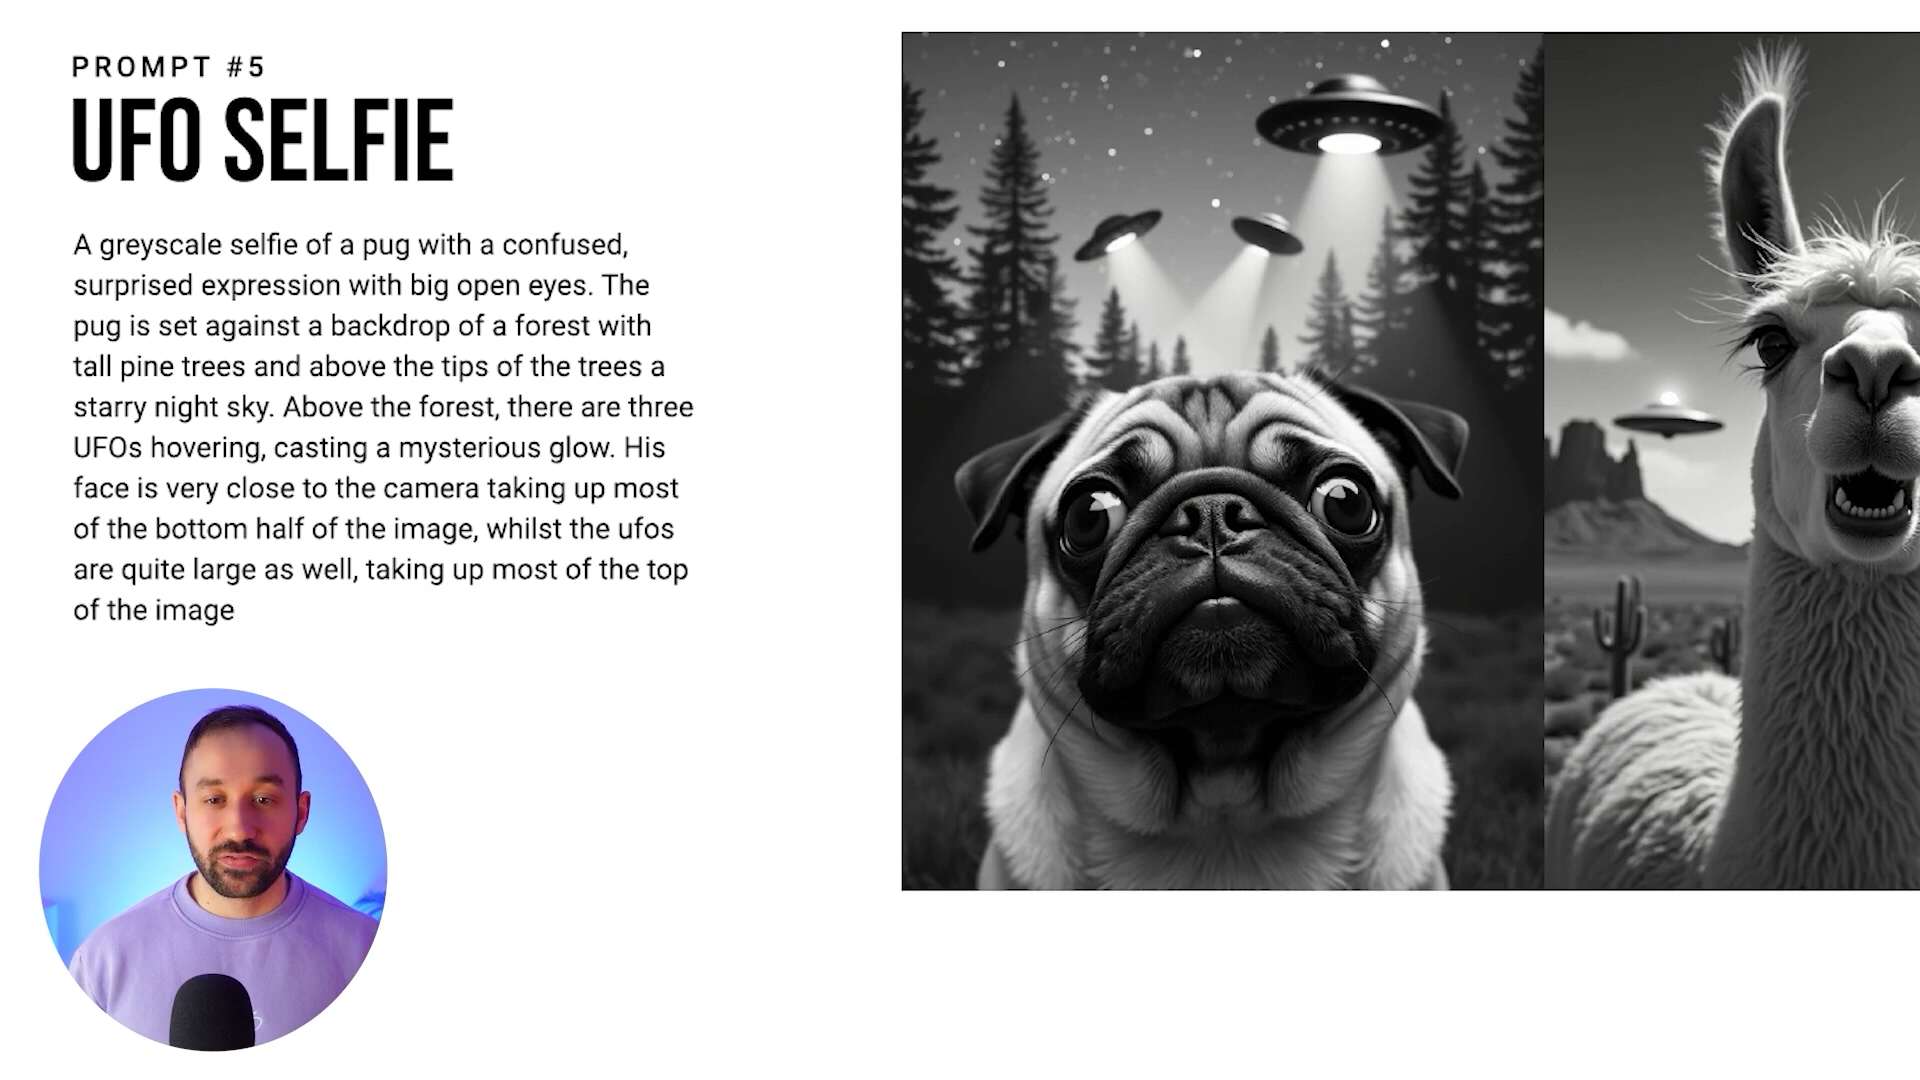 PROMPT #5
UFO SELFIE
A greyscale selfie of a pug with a confused,
surprised expression with big open eyes. The
pug is set against a backdrop of a forest with
tall pine trees and above the tips of the trees a
starry night sky. Above the forest, there are three
UFOs hovering, casting a mysterious glow. His
face is very close to the camera taking up most
of the bottom half of the image, whilst the ufos
are quite large as well, taking up most of the top
of the image